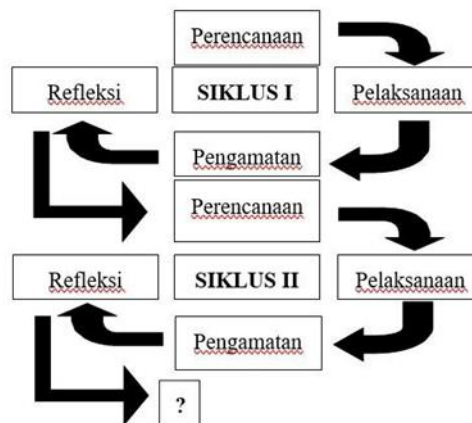 Perencanaan
Refleksi
SIKLUS I
Pelaksanaan
Pengamatan
Perencanaan
Refleksi
SIKLUS II
Pelaksanaan
Pengamatan
?